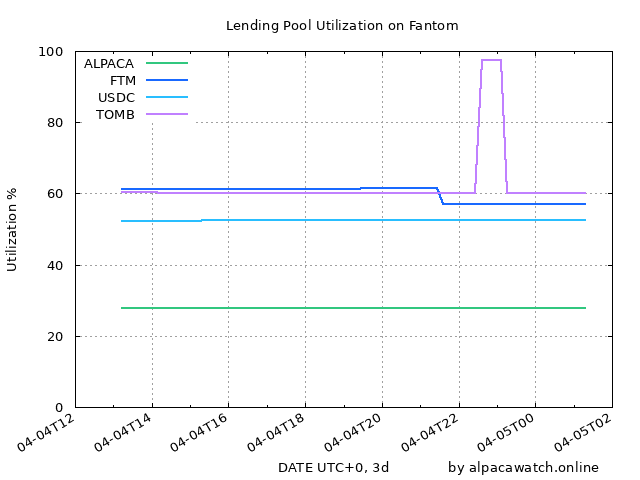 Lending Pool Utilization on Fantom
100
80
60
40
20
0
Utilization %
ALPACA
FTM
USDC
TOMB
04-04T12
04-04T14
04-04T16
04-04T18
04-04T20
04-04T22
04-05T00
04-05T02
DATE UTC+0, 3d
by alpacawatch.online